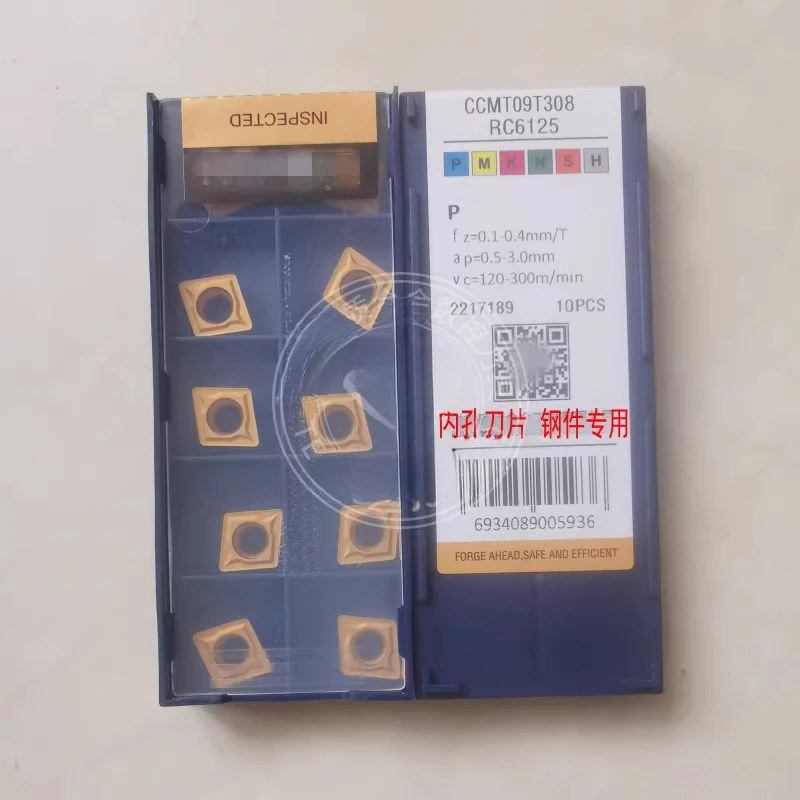 INSPECTED
CCMT09T308
RC6125
P M K N S H
P
f z=0.1-0.4mm/T
a p=0.5-3.0mm
v c=120-300m/min
2217189 10PCS
内孔刀片 钢件专用
6934089005936
FORGE AHEAD,SAFE AND EFFICIENT